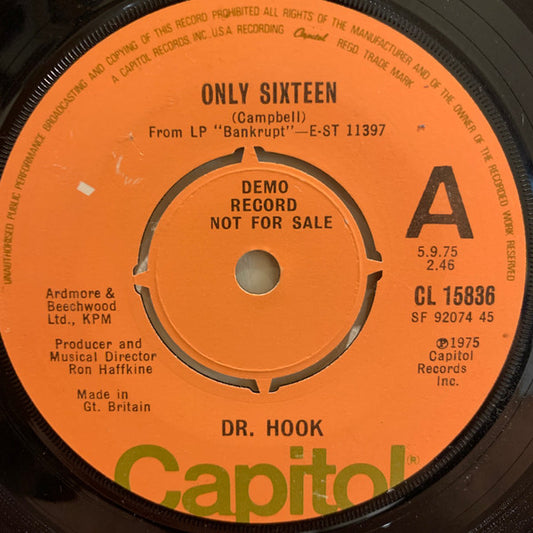 UNAUTHORISED PUBLIC PERFORMANCE BROADCASTING AND COPYING OF THIS RECORD PROHIBITED ALL RIGHTS OF THE MANUFACTURER AND OF THE OWNER OF THE RECORDED WORK RESERVED
A CAPITOL RECORDS, INC. U.S.A. RECORDING Capitol REGD. TRADE MARK
ONLY SIXTEEN
(Campbell)
From LP "Bankrupt"—E-ST 11397
DEMO
RECORD
NOT FOR SALE
A
5.9.75
2.46
CL 15836
SF 92074 45
Ardmore &
Beechwood
Ltd., KPM
Producer and
Musical Director
Ron Haffkine
Made in
Gt. Britain
℗1975
Capitol
Records
Inc.
DR. HOOK
Capitol®